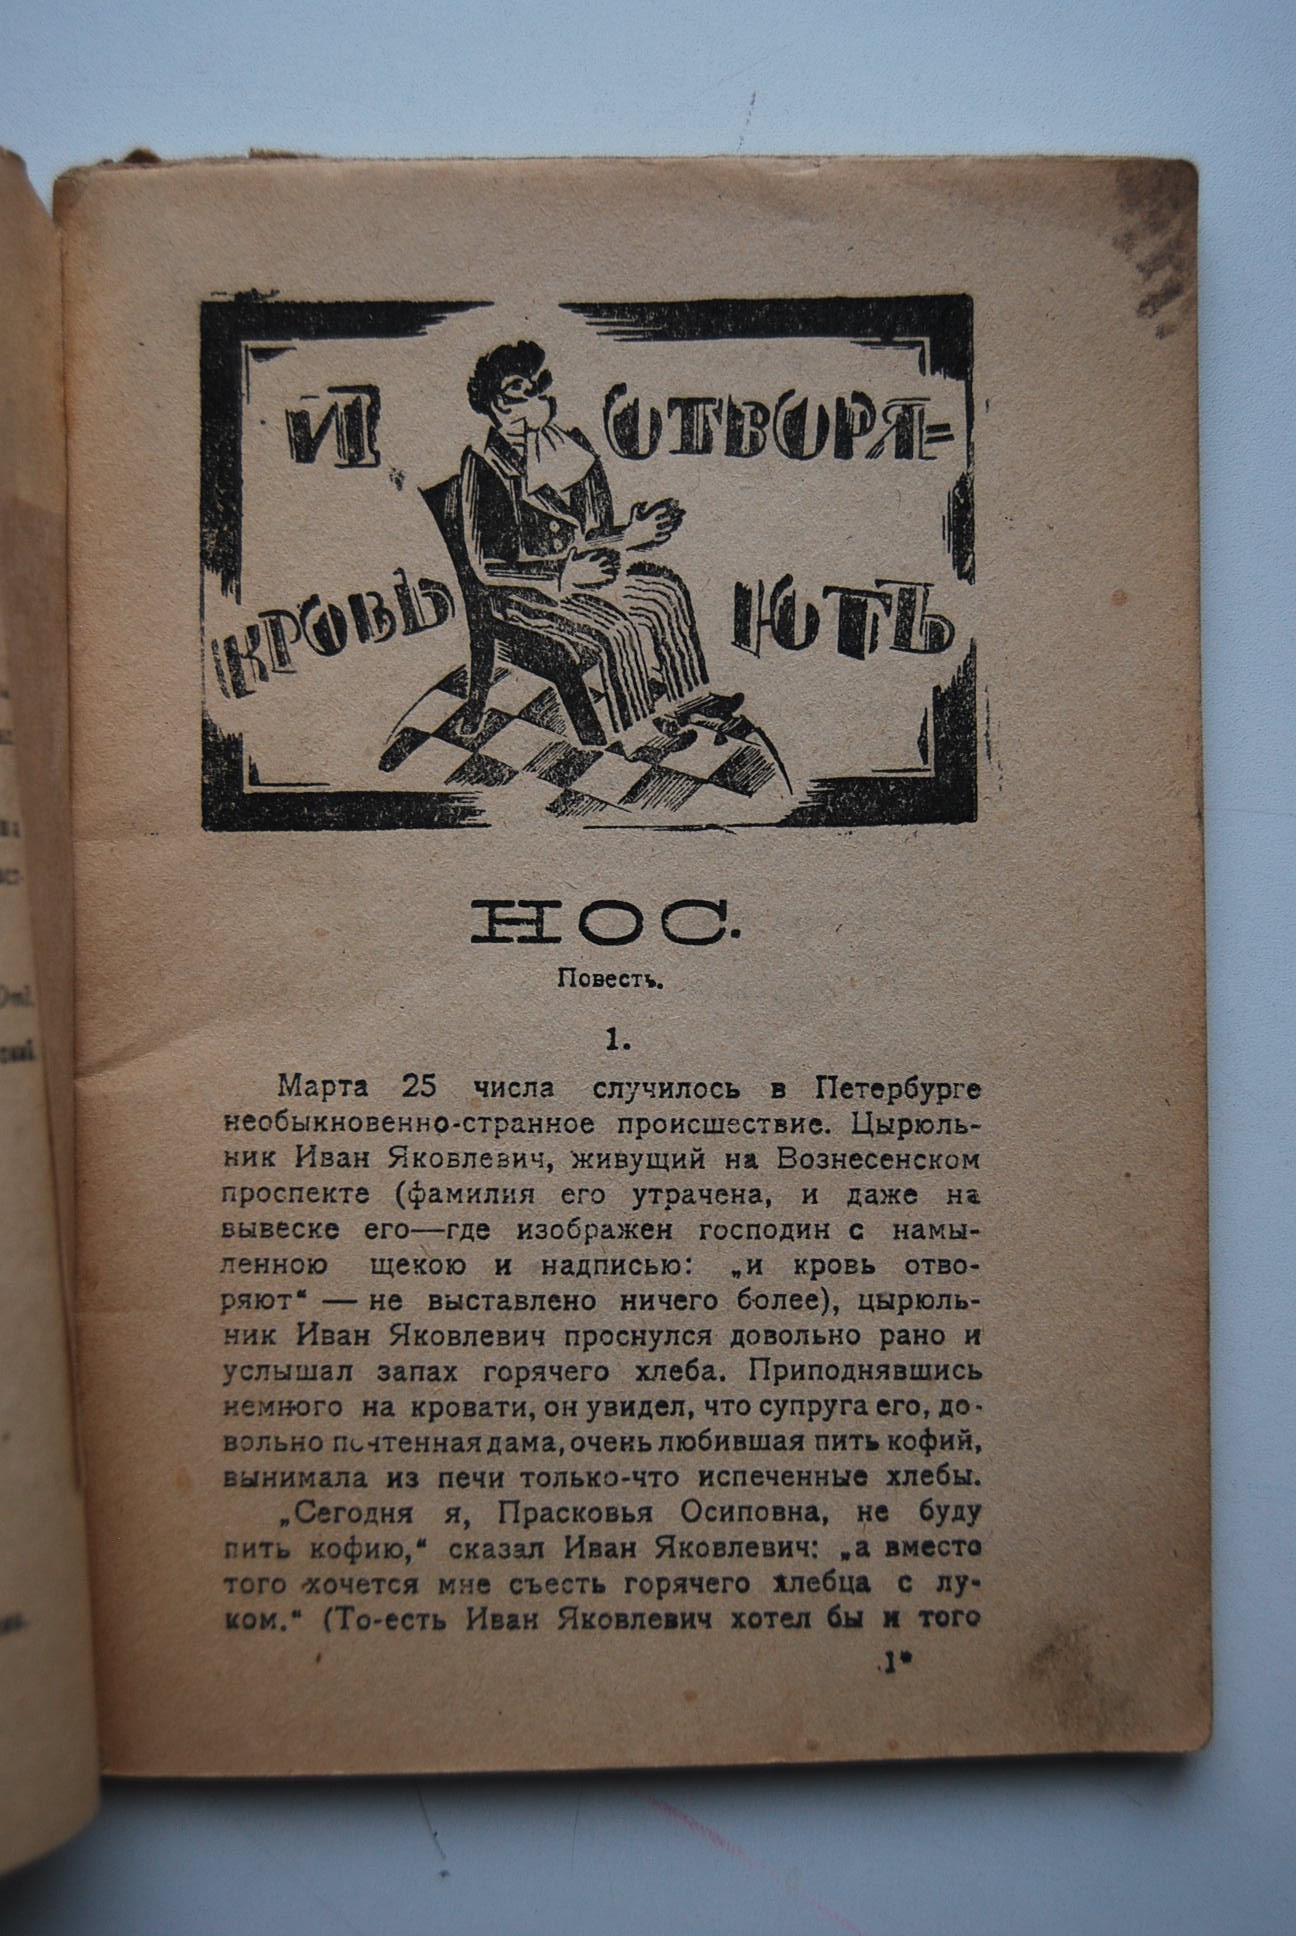 И ОТВОРЯ=
КРОВЬ ЮТЪ
НОС.
Повесть.
1.
Марта 25 числа случилось в Петербурге
необыкновенно-странное происшествие. Цырюль-
ник Иван Яковлевич, живущий на Вознесенском
проспекте (фамилия его утрачена, и даже на
вывеске его—где изображен господин с намы-
ленною щекою и надписью: „и кровь отво-
ряют“ — не выставлено ничего более), цырюль-
ник Иван Яковлевич проснулся довольно рано и
услышал запах горячего хлеба. Приподнявшись
немного на кровати, он увидел, что супруга его, до-
вольно почтенная дама, очень любившая пить кофий,
вынимала из печи только-что испеченные хлебы.
„Сегодня я, Прасковья Осиповна, не буду
пить кофию,“ сказал Иван Яковлевич: „а вместо
того хочется мне съесть горячего хлебца с лу-
ком.“ (То-есть Иван Яковлевич хотел бы и того
1*